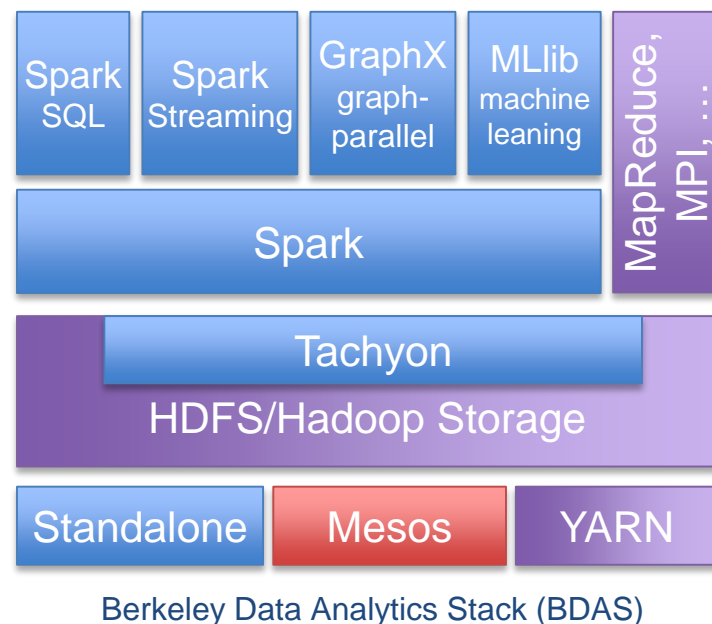 Spark
SQL
Spark
Streaming
GraphX
graph-
parallel
MLlib
machine
leaning
MapReduce,
MPI, …
Spark
Tachyon
HDFS/Hadoop Storage
Standalone
Mesos
YARN
Berkeley Data Analytics Stack (BDAS)